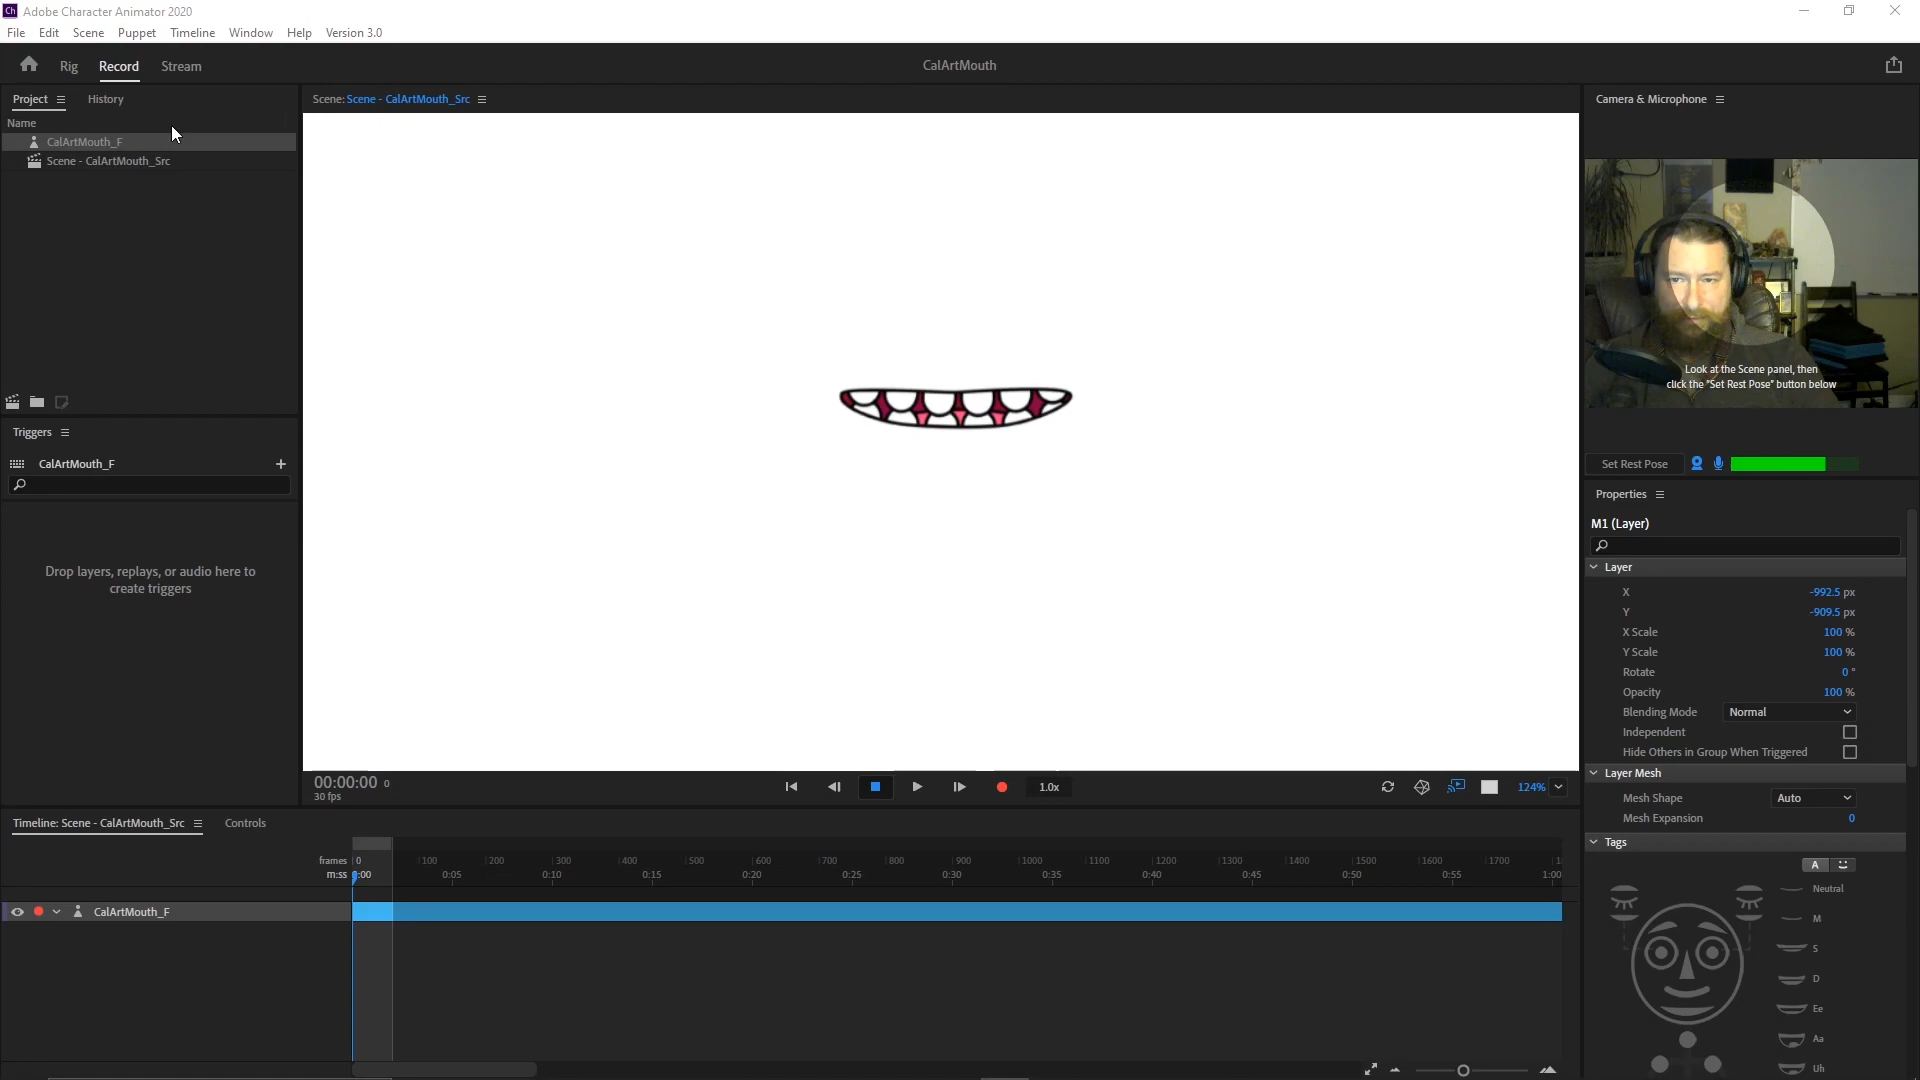 Ch Adobe Character Animator 2020
File Edit Scene Puppet Timeline Window Help Version 3.0
Rig Record Stream
CalArtMouth
Project History
Name
CalArtMouth_F
Scene - CalArtMouth_Src
Scene: Scene - CalArtMouth_Src
Camera & Microphone
Look at the Scene panel, then
click the "Set Rest Pose" button below
Set Rest Pose
Triggers
CalArtMouth_F
Drop layers, replays, or audio here to
create triggers
Properties
M1 (Layer)
Layer
X -992.5 px
Y -909.5 px
X Scale 100 %
Y Scale 100 %
Rotate 0 °
Opacity 100 %
Blending Mode Normal
Independent
Hide Others in Group When Triggered
Layer Mesh
Mesh Shape Auto
Mesh Expansion 0
Tags
A
Neutral
M
S
D
Ee
Aa
Uh
00:00:00 0
30 fps
1.0x
124%
Timeline: Scene - CalArtMouth_Src Controls
frames 0 100 200 300 400 500 600 700 800 900 1000 1100 1200 1300 1400 1500 1600 1700
m:ss 0:00 0:05 0:10 0:15 0:20 0:25 0:30 0:35 0:40 0:45 0:50 0:55 1:00
CalArtMouth_F